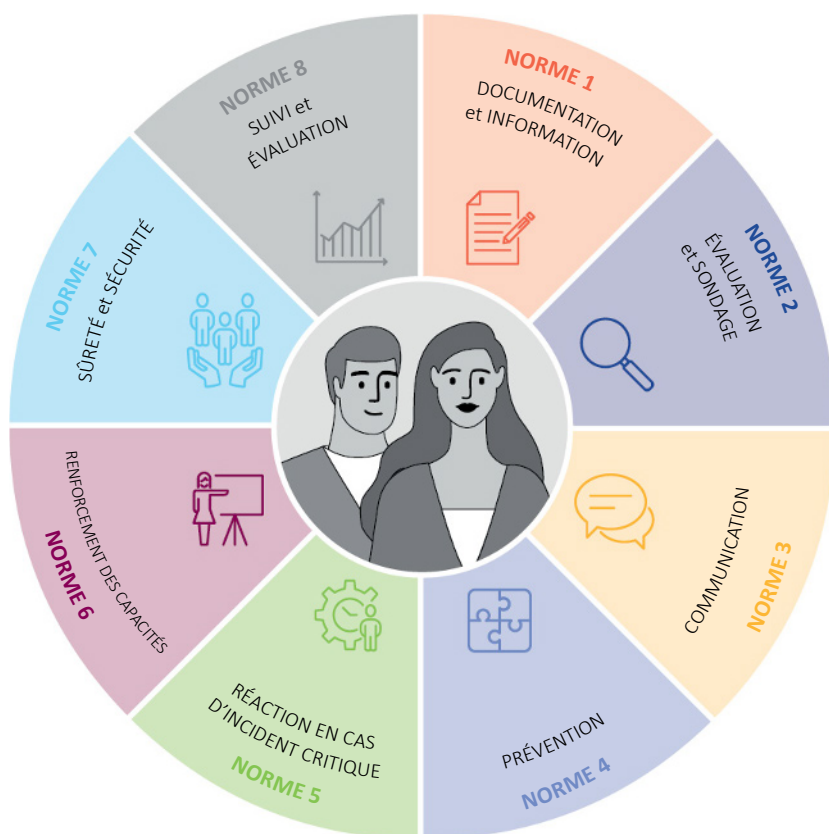 NORME 1
DOCUMENTATION
et INFORMATION
NORME 2
ÉVALUATION
et SONDAGE
NORME 3
COMMUNICATION
PRÉVENTION
NORME 4
RÉACTION EN CAS
D'INCIDENT CRITIQUE
NORME 5
RENFORCEMENT DES CAPACITÉS
NORME 6
NORME 7
SÛRETÉ et SÉCURITÉ
NORME 8
SUIVI et
ÉVALUATION